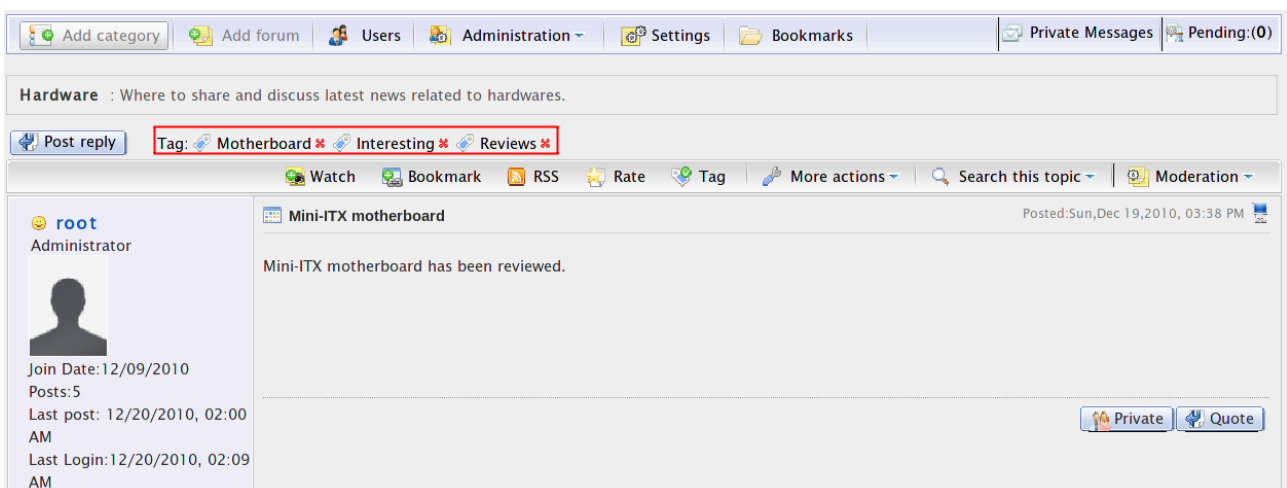 Add category Add forum Users Administration Settings Bookmarks Private Messages Pending:(0)
Hardware : Where to share and discuss latest news related to hardwares.
Post reply Tag: Motherboard Interesting Reviews
Watch Bookmark RSS Rate Tag More actions Search this topic Moderation
root
Administrator
Join Date:12/09/2010
Posts:5
Last post: 12/20/2010, 02:00
AM
Last Login:12/20/2010, 02:09
AM
Mini-ITX motherboard Posted:Sun,Dec 19,2010, 03:38 PM
Mini-ITX motherboard has been reviewed.
Private Quote